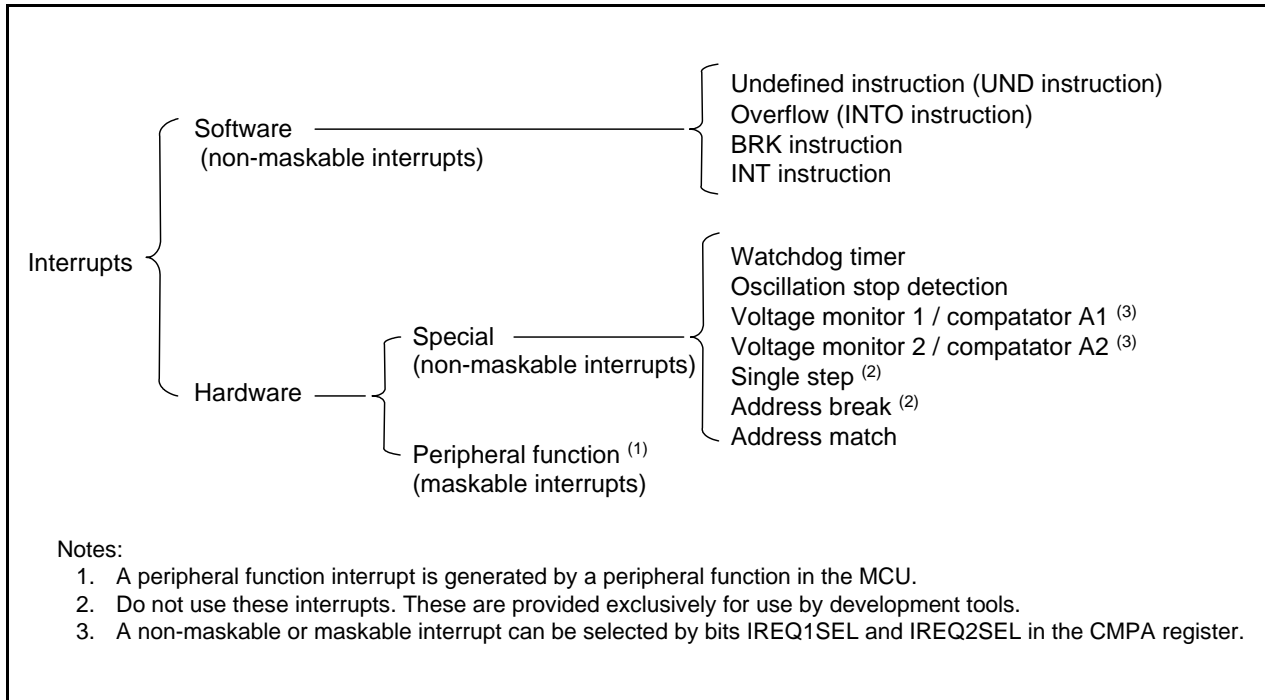 Interrupts
Software
(non-maskable interrupts)
Undefined instruction (UND instruction)
Overflow (INTO instruction)
BRK instruction
INT instruction
Hardware
Special
(non-maskable interrupts)
Watchdog timer
Oscillation stop detection
Voltage monitor 1 / compatator A1 (3)
Voltage monitor 2 / compatator A2 (3)
Single step (2)
Address break (2)
Address match
Peripheral function (1)
(maskable interrupts)
Notes:
1. A peripheral function interrupt is generated by a peripheral function in the MCU.
2. Do not use these interrupts. These are provided exclusively for use by development tools.
3. A non-maskable or maskable interrupt can be selected by bits IREQ1SEL and IREQ2SEL in the CMPA register.